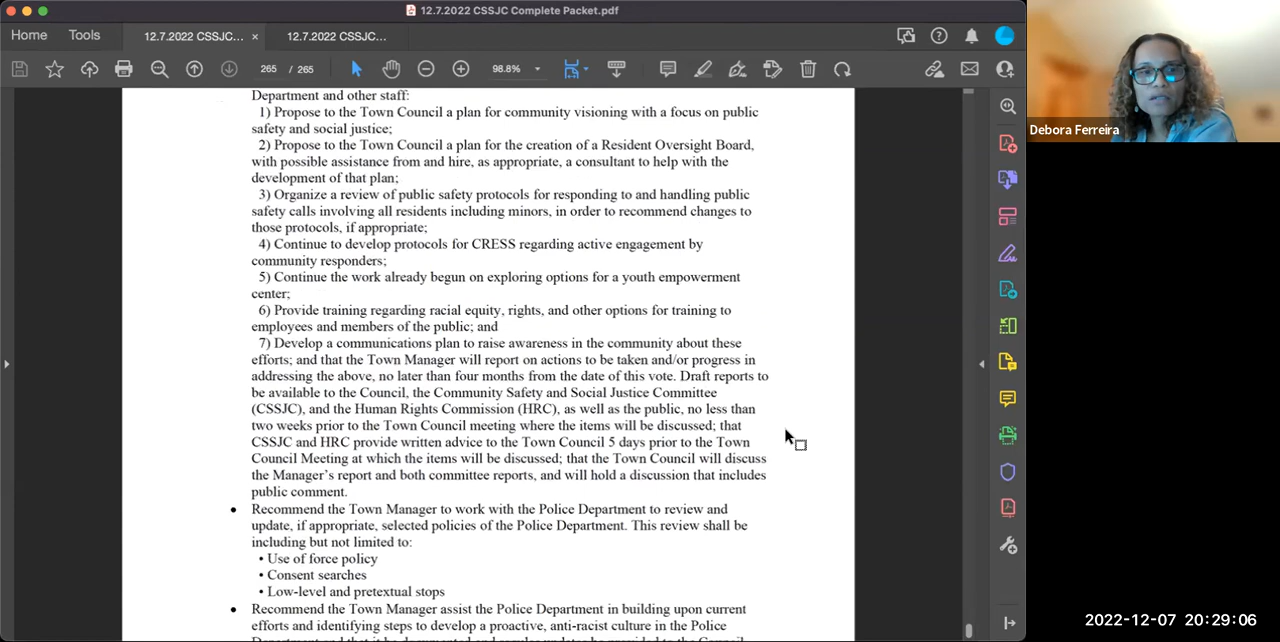 12.7.2022 CSSJC Complete Packet.pdf
Home
Tools
12.7.2022 CSSJC... ×
12.7.2022 CSSJC...
265 / 265
98.8%
Department and other staff:
1) Propose to the Town Council a plan for community visioning with a focus on public
safety and social justice;
2) Propose to the Town Council a plan for the creation of a Resident Oversight Board,
with possible assistance from and hire, as appropriate, a consultant to help with the
development of that plan;
3) Organize a review of public safety protocols for responding to and handling public
safety calls involving all residents including minors, in order to recommend changes to
those protocols, if appropriate;
4) Continue to develop protocols for CRESS regarding active engagement by
community responders;
5) Continue the work already begun on exploring options for a youth empowerment
center;
6) Provide training regarding racial equity, rights, and other options for training to
employees and members of the public; and
7) Develop a communications plan to raise awareness in the community about these
efforts; and that the Town Manager will report on actions to be taken and/or progress in
addressing the above, no later than four months from the date of this vote. Draft reports to
be available to the Council, the Community Safety and Social Justice Committee
(CSSJC), and the Human Rights Commission (HRC), as well as the public, no less than
two weeks prior to the Town Council meeting where the items will be discussed; that
CSSJC and HRC provide written advice to the Town Council 5 days prior to the Town
Council Meeting at which the items will be discussed; that the Town Council will discuss
the Manager's report and both committee reports, and will hold a discussion that includes
public comment.
• Recommend the Town Manager to work with the Police Department to review and
update, if appropriate, selected policies of the Police Department. This review shall be
including but not limited to:
• Use of force policy
• Consent searches
• Low-level and pretextual stops
• Recommend the Town Manager assist the Police Department in building upon current
efforts and identifying steps to develop a proactive, anti-racist culture in the Police
Debora Ferreira
2022-12-07 20:29:06